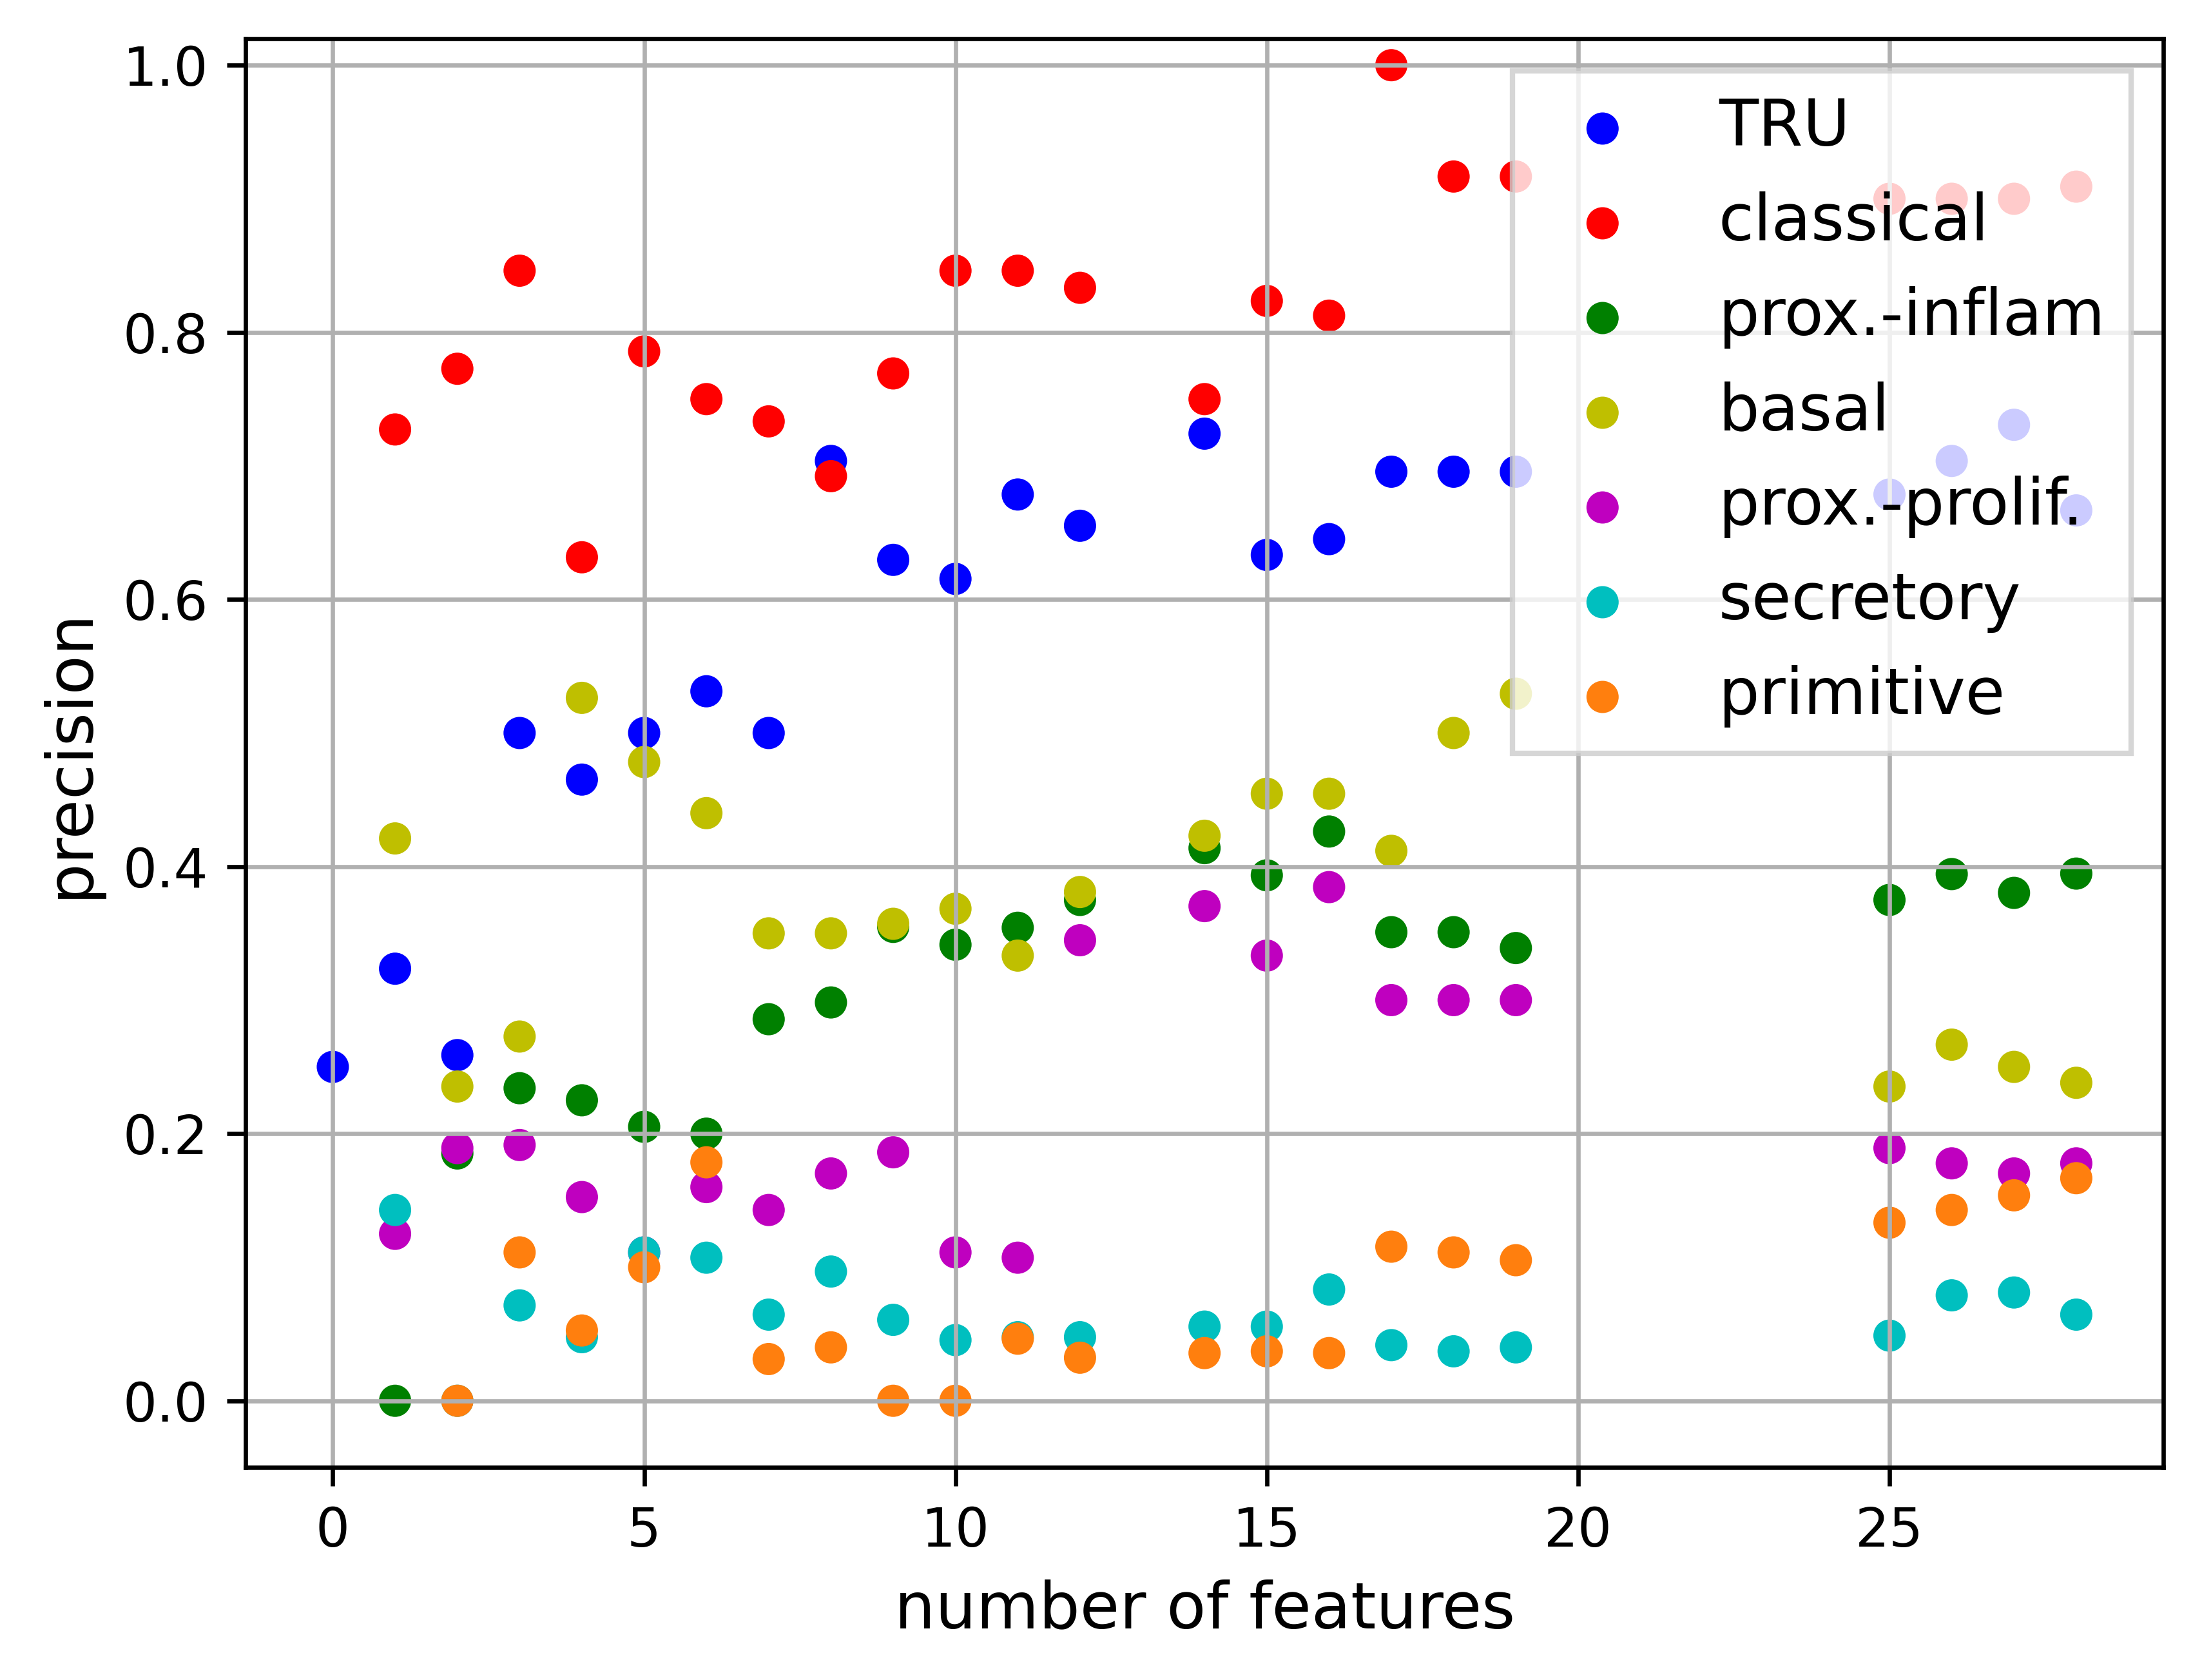 1.0
0.8
0.6
0.4
0.2
0.0
precision
TRU
classical
prox.-inflam
basal
prox.-prolif.
secretory
primitive
0 5 10 15 20 25
number of features